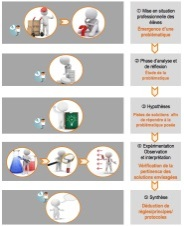 ① Mise en situation
professionnelle des
élèves
Émergence d'une
problématique
② Phase d'analyse et
de réflexion
Étude de la
problématique
③ Hypothèses
Pistes de solutions, afin
de répondre à la
problématique posée
④ Expérimentation
Observation
et interprétation
Vérification de la
pertinence des
solutions envisagées
⑤ Synthèse
Déduction de
règles/principes/
protocoles